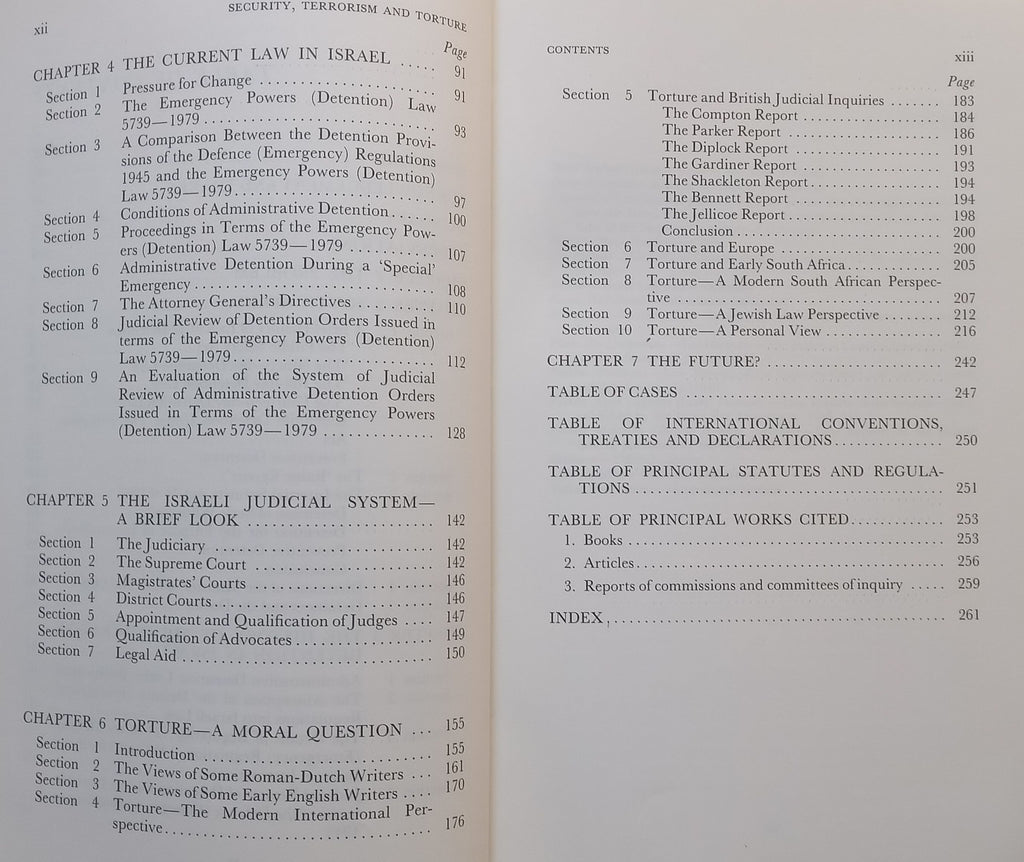 xii
SECURITY, TERRORISM AND TORTURE
Page
CHAPTER 4 THE CURRENT LAW IN ISRAEL ..... 91
Section 1 Pressure for Change .................... 91
Section 2 The Emergency Powers (Detention) Law
5739—1979 .......................... 93
Section 3 A Comparison Between the Detention Provi-
sions of the Defence (Emergency) Regulations
1945 and the Emergency Powers (Detention)
Law 5739—1979...................... 97
Section 4 Conditions of Administrative Detention...... 100
Section 5 Proceedings in Terms of the Emergency Pow-
ers (Detention) Law 5739—1979 .......... 107
Section 6 Administrative Detention During a ‘Special’
Emergency ............................ 108
Section 7 The Attorney General's Directives .......... 110
Section 8 Judicial Review of Detention Orders Issued in
terms of the Emergency Powers (Detention)
Law 5739—1979...................... 112
Section 9 An Evaluation of the System of Judicial
Review of Administrative Detention Orders
Issued in Terms of the Emergency Powers
(Detention) Law 5739—1979 ............. 128
CHAPTER 5 THE ISRAELI JUDICIAL SYSTEM—
A BRIEF LOOK ...................... 142
Section 1 The Judiciary .......................... 142
Section 2 The Supreme Court ...................... 142
Section 3 Magistrates' Courts ...................... 146
Section 4 District Courts.......................... 146
Section 5 Appointment and Qualification of Judges .... 147
Section 6 Qualification of Advocates................ 149
Section 7 Legal Aid .............................. 150
CHAPTER 6 TORTURE—A MORAL QUESTION ... 155
Section 1 Introduction .......................... 155
Section 2 The Views of Some Roman-Dutch Writers ... 161
Section 3 The Views of Some Early English Writers .... 170
Section 4 Torture—The Modern International Per-
spective................................ 176
CONTENTS
xiii
Page
Section 5 Torture and British Judicial Inquiries ....... 183
The Compton Report .................... 184
The Parker Report ...................... 186
The Diplock Report ...................... 191
The Gardiner Report .................... 193
The Shackleton Report.................... 194
The Bennett Report ...................... 194
The Jellicoe Report ...................... 198
Conclusion ............................ 200
Section 6 Torture and Europe ...................... 200
Section 7 Torture and Early South Africa.............. 205
Section 8 Torture—A Modern South African Perspec-
tive .................................. 207
Section 9 Torture—A Jewish Law Perspective ........ 212
Section 10 Torture—A Personal View ................ 216
CHAPTER 7 THE FUTURE? ........................ 242
TABLE OF CASES .................................. 247
TABLE OF INTERNATIONAL CONVENTIONS,
TREATIES AND DECLARATIONS.............. 250
TABLE OF PRINCIPAL STATUTES AND REGULA-
TIONS ........................................ 251
TABLE OF PRINCIPAL WORKS CITED............ 253
1. Books ........................................ 253
2. Articles........................................ 256
3. Reports of commissions and committees of inquiry ..... 259
INDEX ............................................ 261